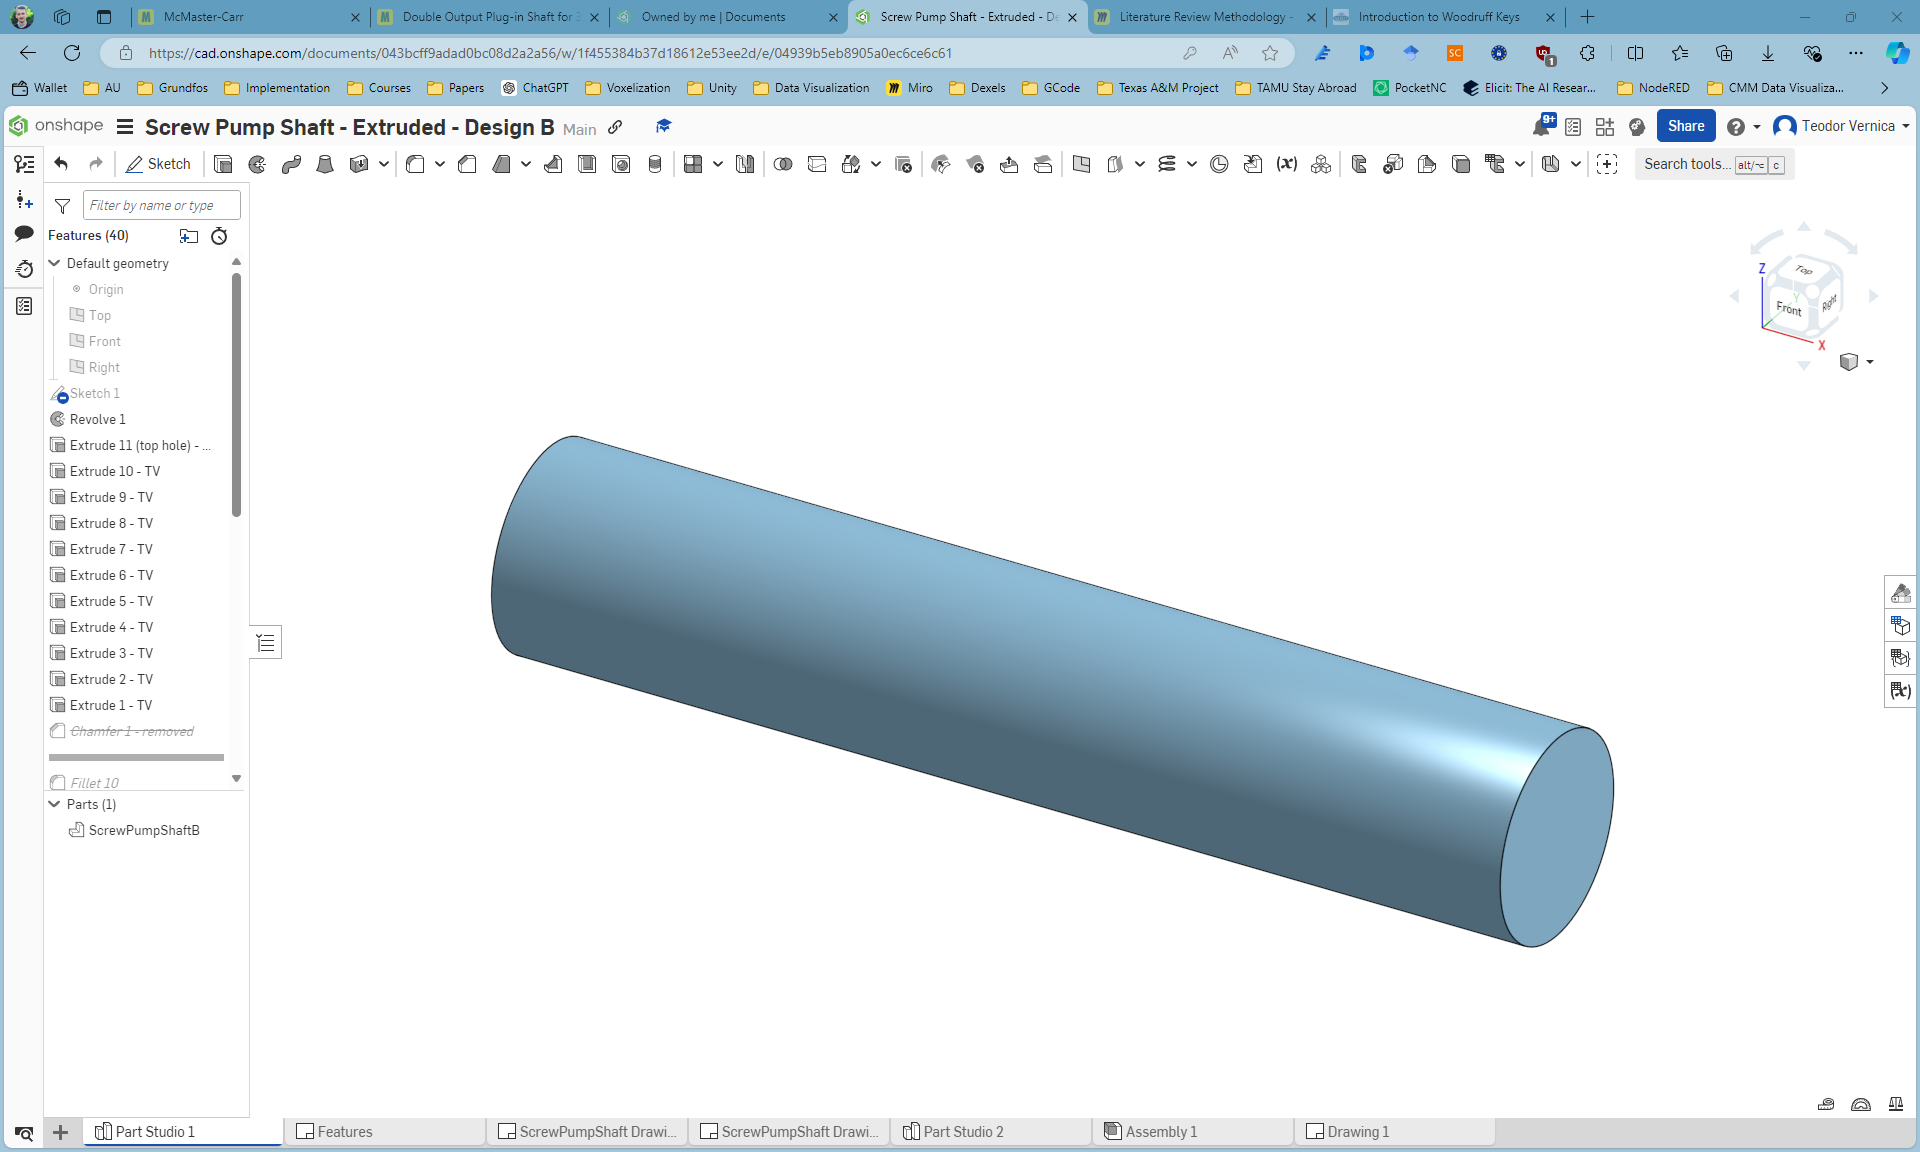 McMaster-Carr
Double Output Plug-in Shaft for 3
Owned by me | Documents
Screw Pump Shaft - Extruded - De
Literature Review Methodology -
Introduction to Woodruff Keys
https://cad.onshape.com/documents/043bcff9adad0bc08d2a2a56/w/1f455384b37d18612e53ee2d/e/04939b5eb8905a0ec6ce6c61
SC
1
Wallet
AU
Grundfos
Implementation
Courses
Papers
ChatGPT
Voxelization
Unity
Data Visualization
Miro
Dexels
GCode
Texas A&M Project
TAMU Stay Abroad
PocketNC
Elicit: The AI Resear...
NodeRED
CMM Data Visualiza...
onshape
Screw Pump Shaft - Extruded - Design B Main
9+
Share
Teodor Vernica
Sketch
(x)
Search tools... alt/⌥ c
Filter by name or type
Features (40)
Default geometry
Origin
Top
Front
Right
Sketch 1
Revolve 1
Extrude 11 (top hole) - ...
Extrude 10 - TV
Extrude 9 - TV
Extrude 8 - TV
Extrude 7 - TV
Extrude 6 - TV
Extrude 5 - TV
Extrude 4 - TV
Extrude 3 - TV
Extrude 2 - TV
Extrude 1 - TV
Chamfer 1 - removed
Fillet 10
Parts (1)
ScrewPumpShaftB
Z
Top
Y
Front
Right
X
(x)
Part Studio 1
Features
ScrewPumpShaft Drawi...
ScrewPumpShaft Drawi...
Part Studio 2
Assembly 1
Drawing 1